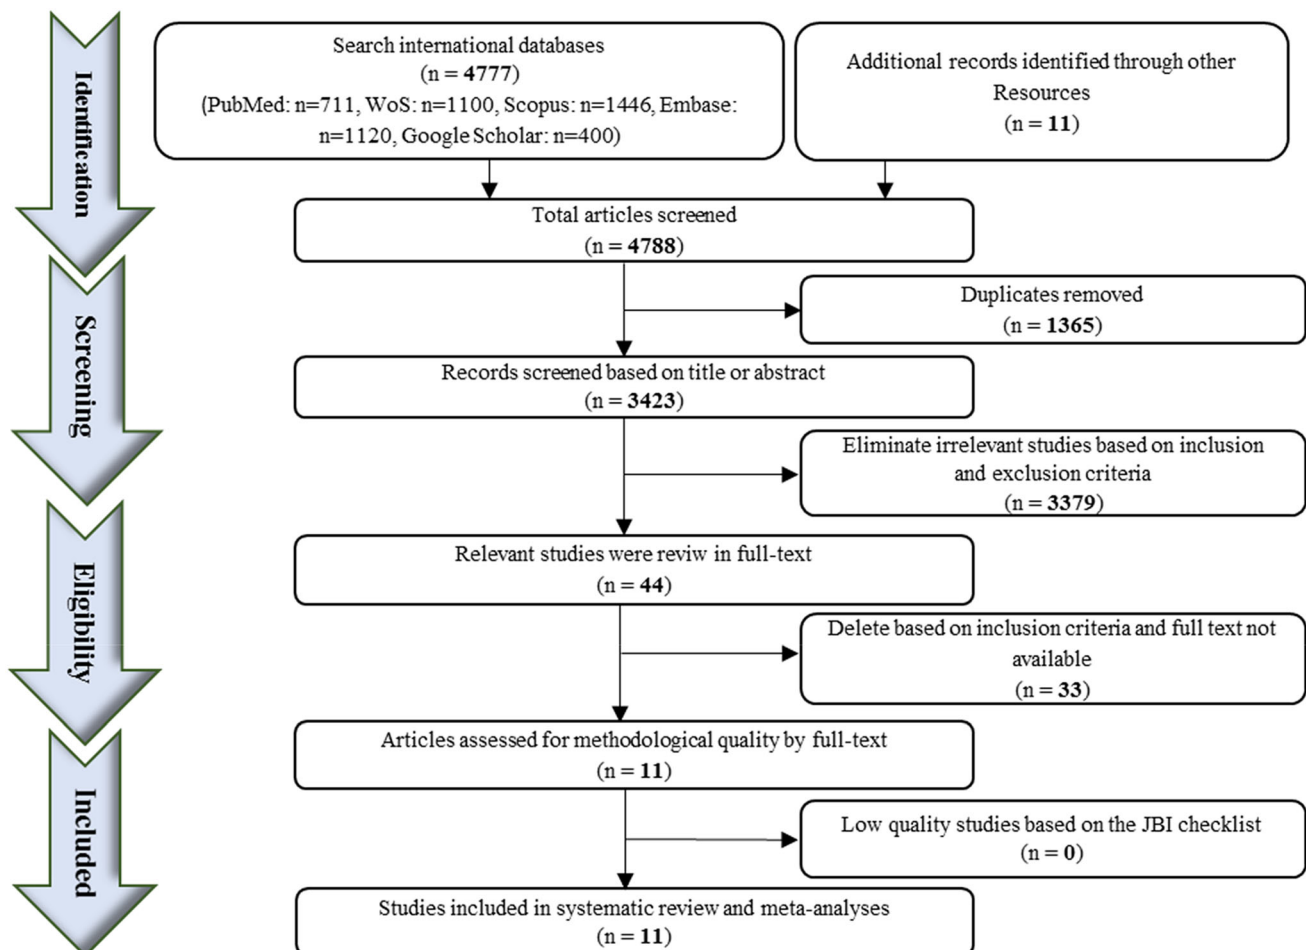 Identification
Search international databases
(n = 4777)
(PubMed: n=711, WoS: n=1100, Scopus: n=1446, Embase:
n=1120, Google Scholar: n=400)
Additional records identified through other
Resources
(n = 11)
Total articles screened
(n = 4788)
Screening
Duplicates removed
(n = 1365)
Records screened based on title or abstract
(n = 3423)
Eliminate irrelevant studies based on inclusion
and exclusion criteria
(n = 3379)
Eligibility
Relevant studies were reviw in full-text
(n = 44)
Delete based on inclusion criteria and full text not
available
(n = 33)
Articles assessed for methodological quality by full-text
(n = 11)
Included
Low quality studies based on the JBI checklist
(n = 0)
Studies included in systematic review and meta-analyses
(n = 11)